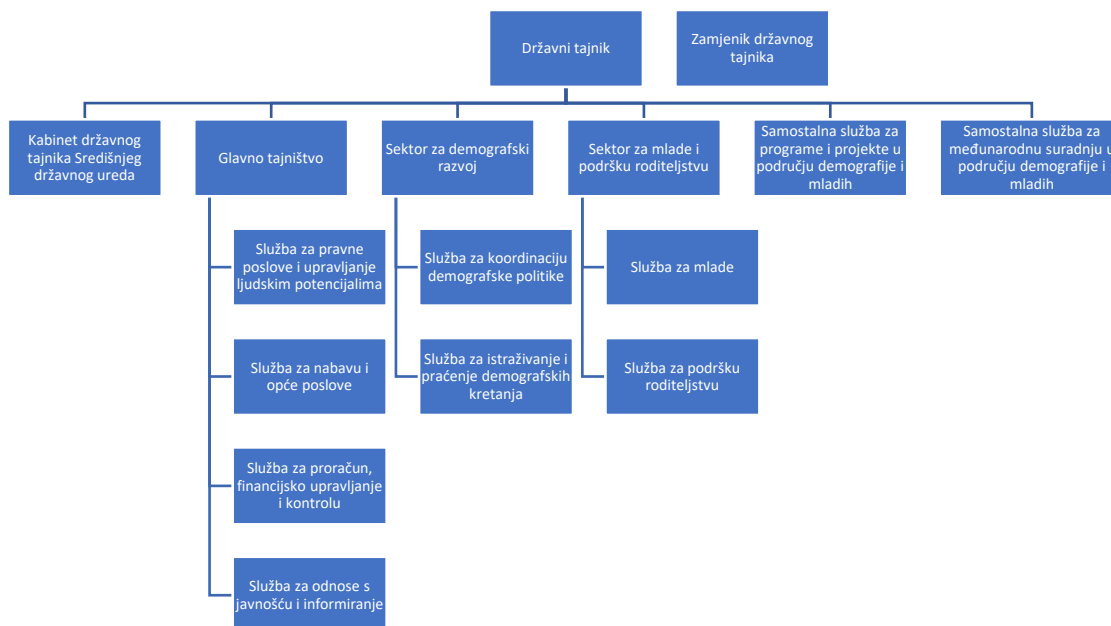 Državni tajnik
Zamjenik državnog
tajnika
Kabinet državnog
tajnika Središnjeg
državnog ureda
Glavno tajništvo
Sektor za demografski
razvoj
Sektor za mlade i
podršku roditeljstvu
Samostalna služba za
programe i projekte u
području demografije i
mladih
Samostalna služba za
međunarodnu suradnju u
području demografije i
mladih
Služba za pravne
poslove i upravljanje
ljudskim potencijalima
Služba za koordinaciju
demografske politike
Služba za mlade
Služba za nabavu i
opće poslove
Služba za istraživanje i
praćenje demografskih
kretanja
Služba za podršku
roditeljstvu
Služba za proračun,
financijsko upravljanje
i kontrolu
Služba za odnose s
javnošću i informiranje